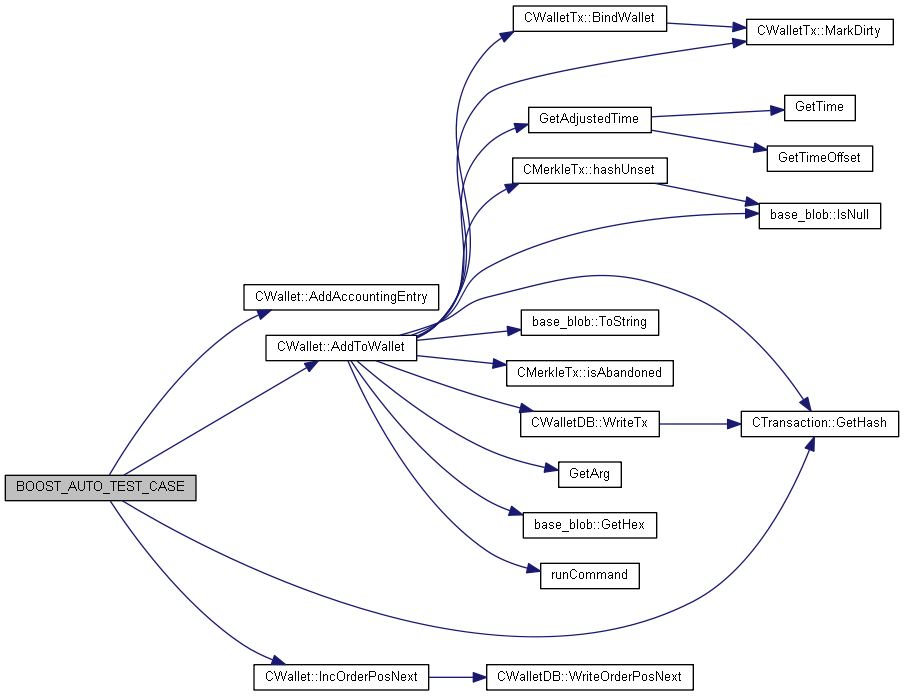 CWalletTx::BindWallet
CWalletTx::MarkDirty
GetTime
GetAdjustedTime
GetTimeOffset
CMerkleTx::hashUnset
base_blob::IsNull
CWallet::AddAccountingEntry
base_blob::ToString
CWallet::AddToWallet
CMerkleTx::isAbandoned
CWalletDB::WriteTx
CTransaction::GetHash
GetArg
BOOST_AUTO_TEST_CASE
base_blob::GetHex
runCommand
CWallet::IncOrderPosNext
CWalletDB::WriteOrderPosNext